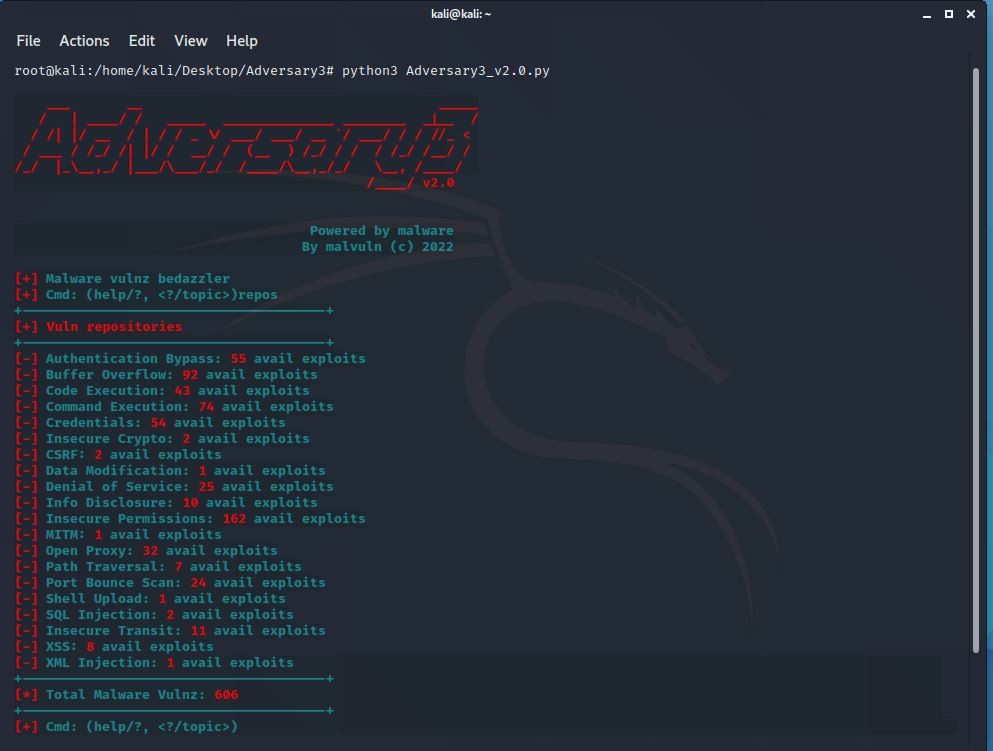 kali@kali: ~
File Actions Edit View Help
root@kali:/home/kali/Desktop/Adversary3# python3 Adversary3_v2.0.py
Adversary3
v2.0
Powered by malware
By malvuln (c) 2022
[+] Malware vulnz bedazzler
[+] Cmd: (help/?, <?/topic>)repos
[+] Vuln repositories
[-] Authentication Bypass: 55 avail exploits
[-] Buffer Overflow: 92 avail exploits
[-] Code Execution: 43 avail exploits
[-] Command Execution: 74 avail exploits
[-] Credentials: 54 avail exploits
[-] Insecure Crypto: 2 avail exploits
[-] CSRF: 2 avail exploits
[-] Data Modification: 1 avail exploits
[-] Denial of Service: 25 avail exploits
[-] Info Disclosure: 10 avail exploits
[-] Insecure Permissions: 162 avail exploits
[-] MITM: 1 avail exploits
[-] Open Proxy: 32 avail exploits
[-] Path Traversal: 7 avail exploits
[-] Port Bounce Scan: 24 avail exploits
[-] Shell Upload: 1 avail exploits
[-] SQL Injection: 2 avail exploits
[-] Insecure Transit: 11 avail exploits
[-] XSS: 8 avail exploits
[-] XML Injection: 1 avail exploits
[*] Total Malware Vulnz: 606
[+] Cmd: (help/?, <?/topic>)